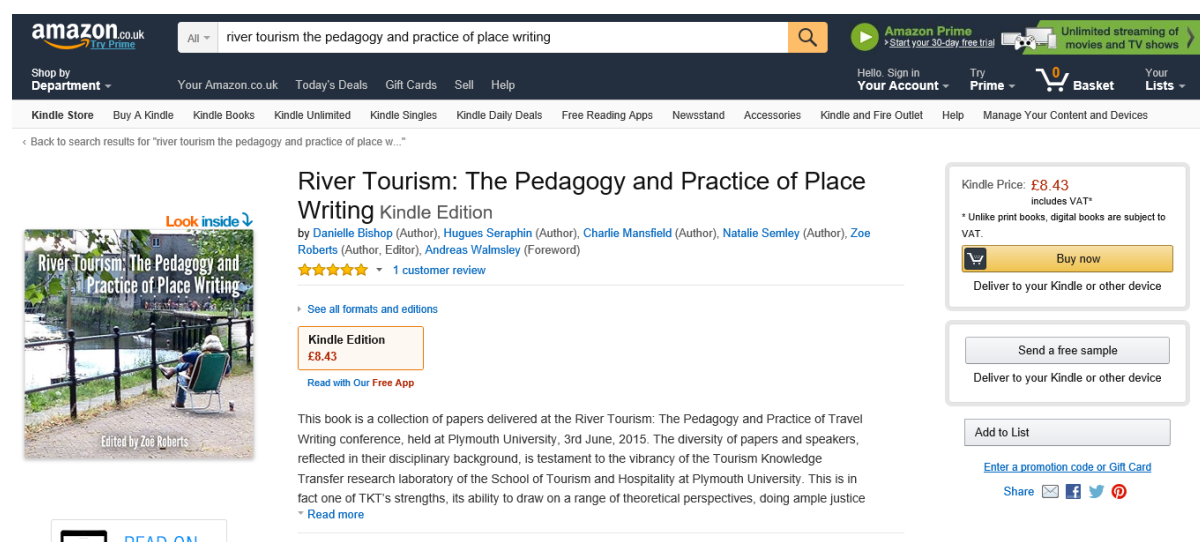 amazon.co.uk
Try Prime
All
river tourism the pedagogy and practice of place writing
Amazon Prime
› Start your 30-day free trial
Unlimited streaming of
movies and TV shows
Shop by
Department
Your Amazon.co.uk Today's Deals Gift Cards Sell Help
Hello. Sign in
Your Account
Try
Prime
0
Basket
Your
Lists
Kindle Store Buy A Kindle Kindle Books Kindle Unlimited Kindle Singles Kindle Daily Deals Free Reading Apps Newsstand Accessories Kindle and Fire Outlet Help Manage Your Content and Devices
‹ Back to search results for "river tourism the pedagogy and practice of place w..."
Look inside
River Tourism: The Pedagogy and
Practice of Place Writing
Edited by Zoë Roberts
River Tourism: The Pedagogy and Practice of Place
Writing Kindle Edition
by Danielle Bishop (Author), Hugues Seraphin (Author), Charlie Mansfield (Author), Natalie Semley (Author), Zoe
Roberts (Author, Editor), Andreas Walmsley (Foreword)
1 customer review
See all formats and editions
Kindle Edition
£8.43
Read with Our Free App
This book is a collection of papers delivered at the River Tourism: The Pedagogy and Practice of Travel
Writing conference, held at Plymouth University, 3rd June, 2015. The diversity of papers and speakers,
reflected in their disciplinary background, is testament to the vibrancy of the Tourism Knowledge
Transfer research laboratory of the School of Tourism and Hospitality at Plymouth University. This is in
fact one of TKT's strengths, its ability to draw on a range of theoretical perspectives, doing ample justice
Read more
Kindle Price: £8.43
includes VAT*
* Unlike print books, digital books are subject to
VAT.
Buy now
Deliver to your Kindle or other device
Send a free sample
Deliver to your Kindle or other device
Add to List
Enter a promotion code or Gift Card
Share
READ ON